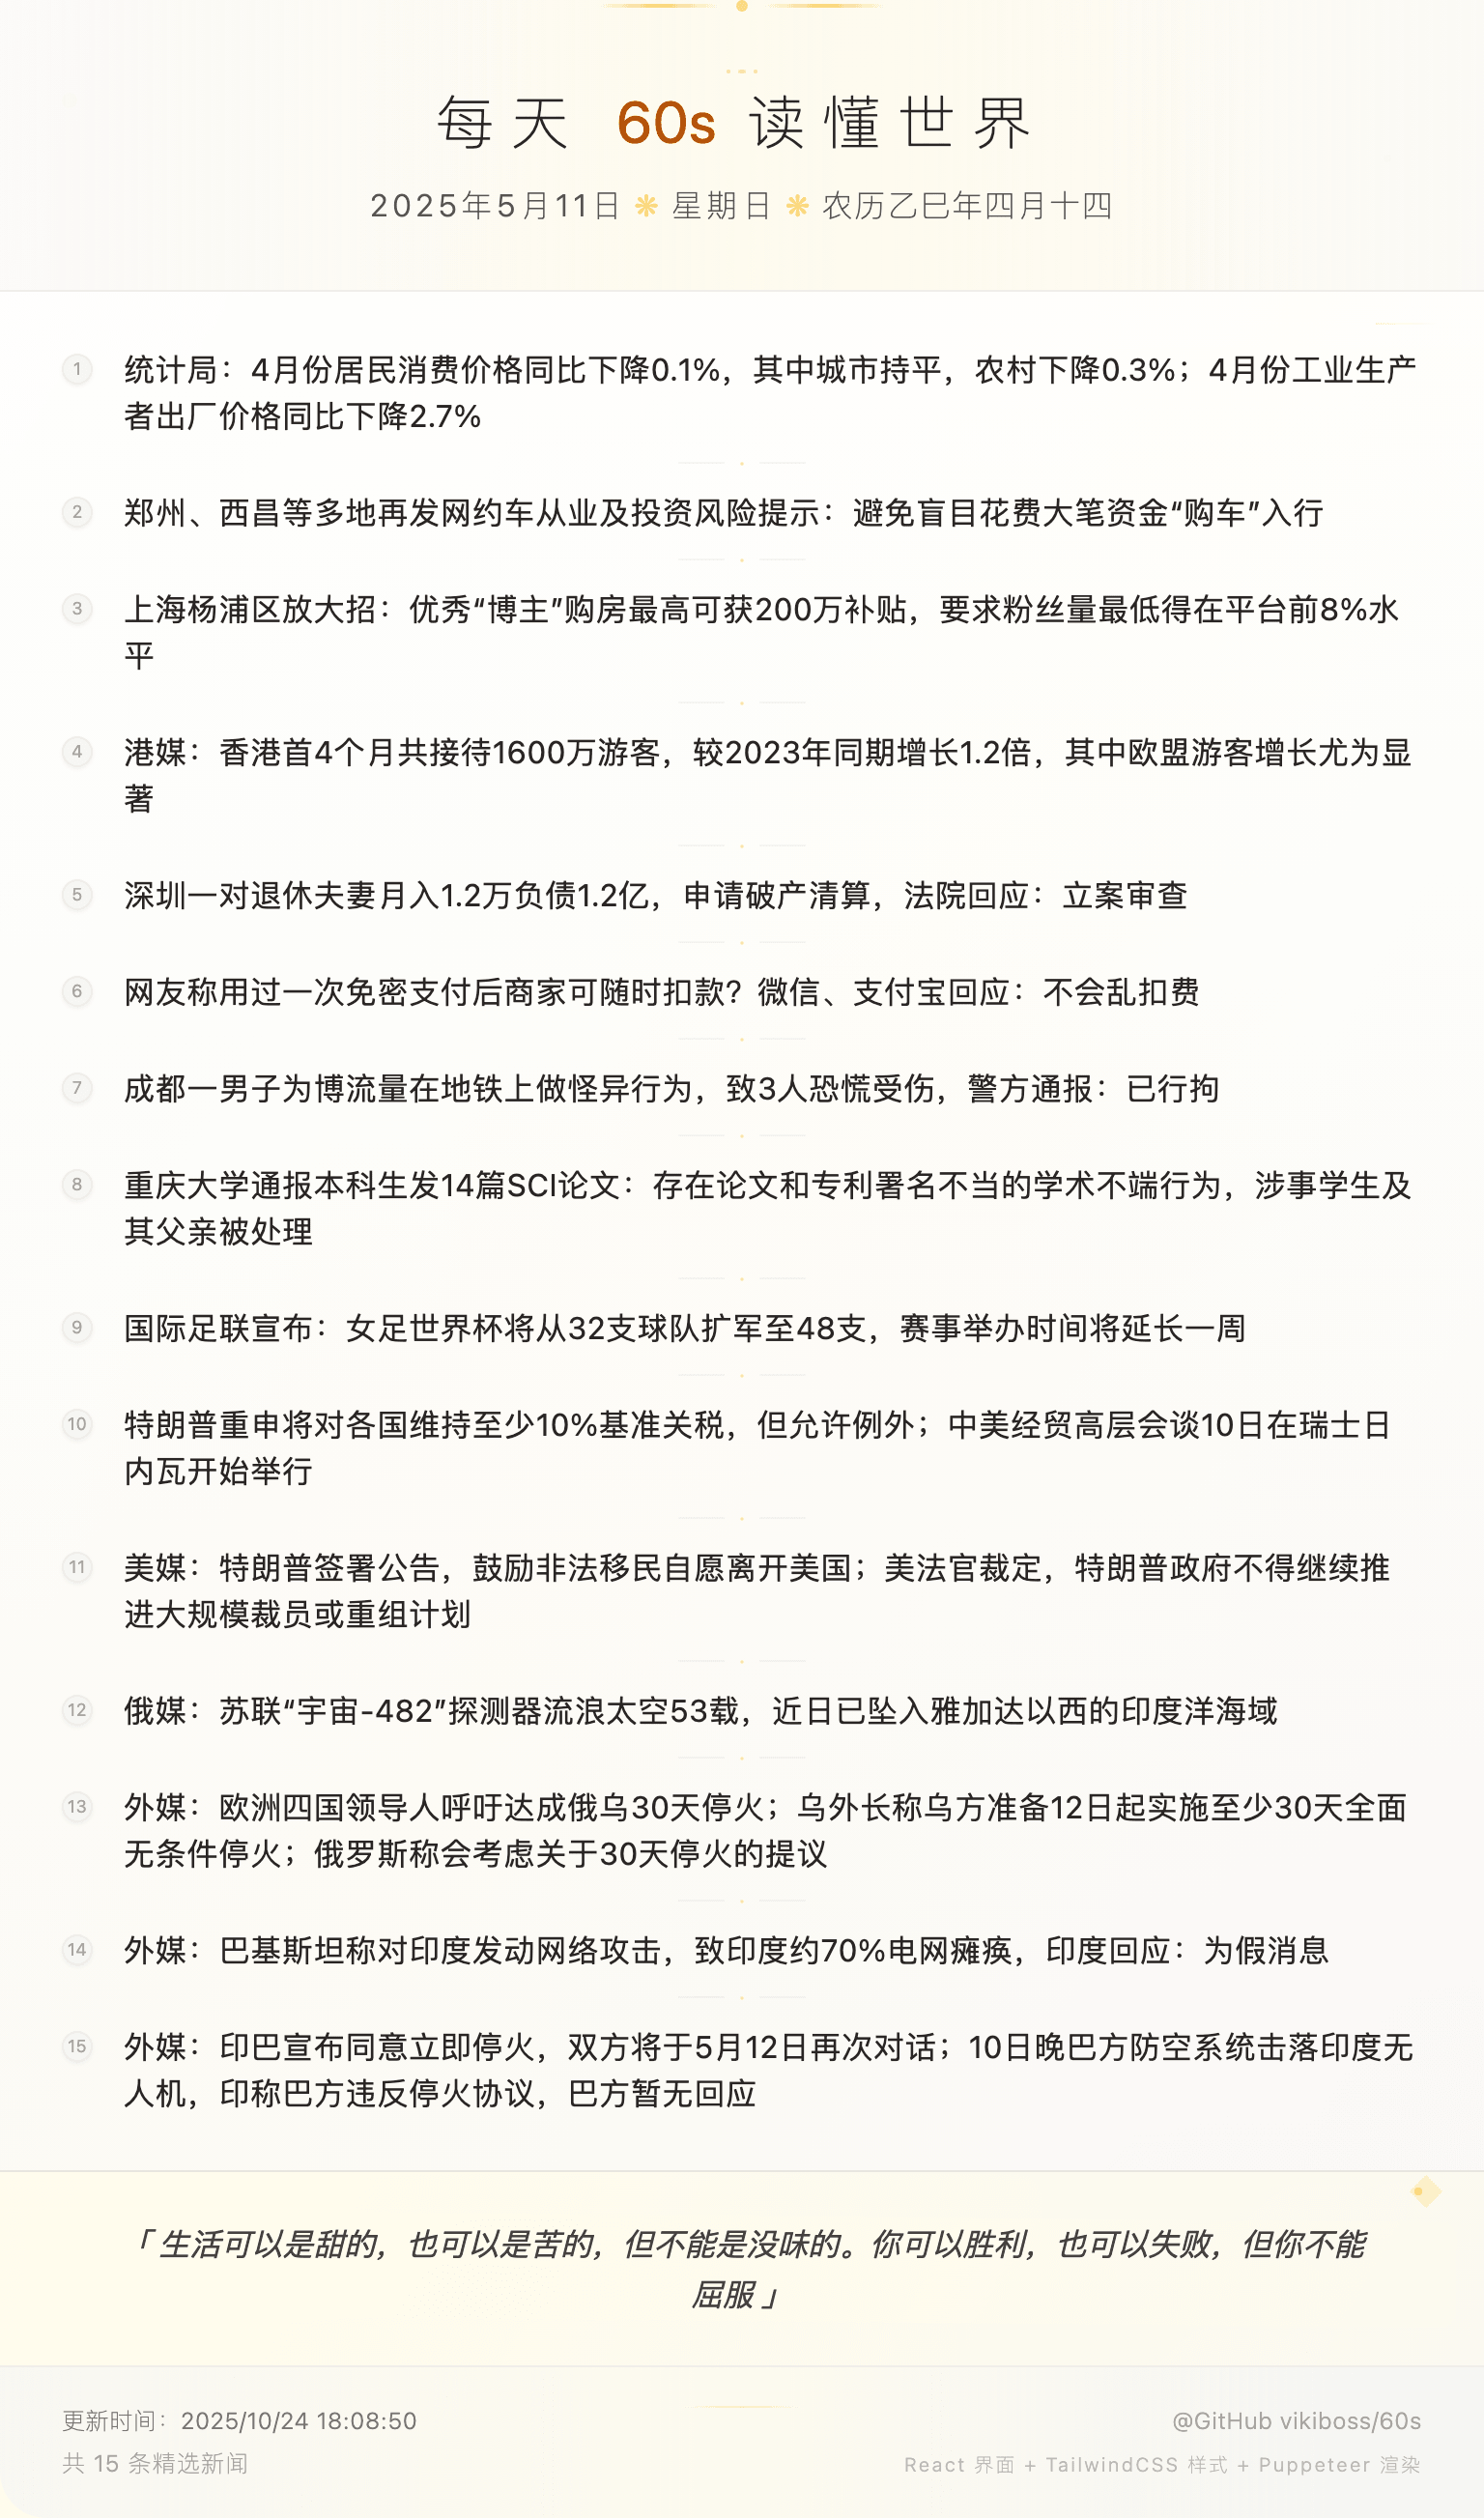 每天 60s 读懂世界
2025年5月11日 ❋ 星期日 ❋ 农历乙巳年四月十四
1 统计局：4月份居民消费价格同比下降0.1%，其中城市持平，农村下降0.3%；4月份工业生产
者出厂价格同比下降2.7%
2 郑州、西昌等多地再发网约车从业及投资风险提示：避免盲目花费大笔资金“购车”入行
3 上海杨浦区放大招：优秀“博主”购房最高可获200万补贴，要求粉丝量最低得在平台前8%水
平
4 港媒：香港首4个月共接待1600万游客，较2023年同期增长1.2倍，其中欧盟游客增长尤为显
著
5 深圳一对退休夫妻月入1.2万负债1.2亿，申请破产清算，法院回应：立案审查
6 网友称用过一次免密支付后商家可随时扣款？微信、支付宝回应：不会乱扣费
7 成都一男子为博流量在地铁上做怪异行为，致3人恐慌受伤，警方通报：已行拘
8 重庆大学通报本科生发14篇SCI论文：存在论文和专利署名不当的学术不端行为，涉事学生及
其父亲被处理
9 国际足联宣布：女足世界杯将从32支球队扩军至48支，赛事举办时间将延长一周
10 特朗普重申将对各国维持至少10%基准关税，但允许例外；中美经贸高层会谈10日在瑞士日
内瓦开始举行
11 美媒：特朗普签署公告，鼓励非法移民自愿离开美国；美法官裁定，特朗普政府不得继续推
进大规模裁员或重组计划
12 俄媒：苏联“宇宙-482”探测器流浪太空53载，近日已坠入雅加达以西的印度洋海域
13 外媒：欧洲四国领导人呼吁达成俄乌30天停火；乌外长称乌方准备12日起实施至少30天全面
无条件停火；俄罗斯称会考虑关于30天停火的提议
14 外媒：巴基斯坦称对印度发动网络攻击，致印度约70%电网瘫痪，印度回应：为假消息
15 外媒：印巴宣布同意立即停火，双方将于5月12日再次对话；10日晚巴方防空系统击落印度无
人机，印称巴方违反停火协议，巴方暂无回应
「 生活可以是甜的，也可以是苦的，但不能是没味的。你可以胜利，也可以失败，但你不能
屈服 」
更新时间：2025/10/24 18:08:50
@GitHub vikiboss/60s
共 15 条精选新闻
React 界面 + TailwindCSS 样式 + Puppeteer 渲染